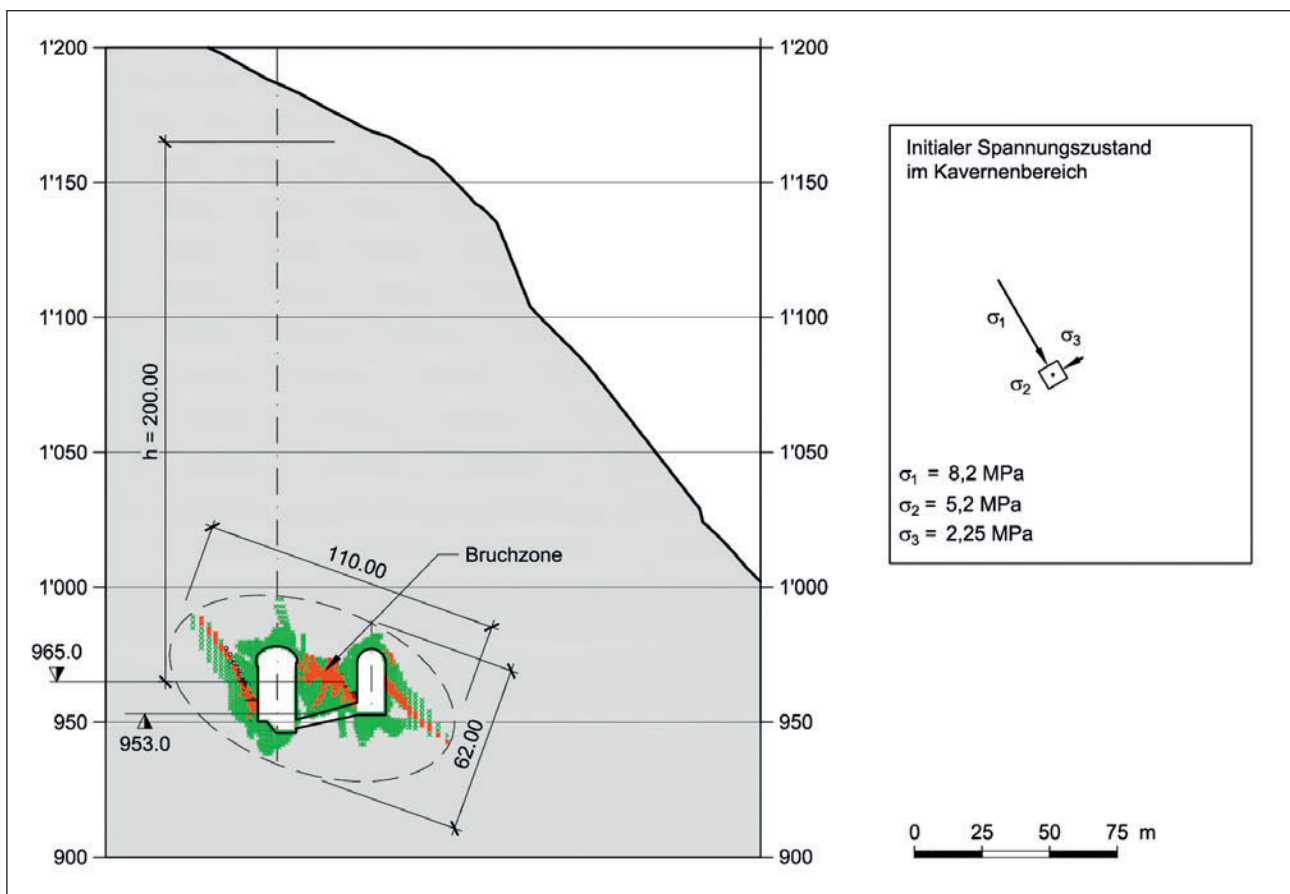 1'200
1'150
1'100
1'050
1'000
950
900
1'200
1'150
1'100
1'050
1'000
950
900
h = 200.00
110.00
Bruchzone
965.0
953.0
62.00
Initialer Spannungszustand
im Kavernenbereich
σ1
σ3
σ2
σ1 = 8,2 MPa
σ2 = 5,2 MPa
σ3 = 2,25 MPa
0 25 50 75 m